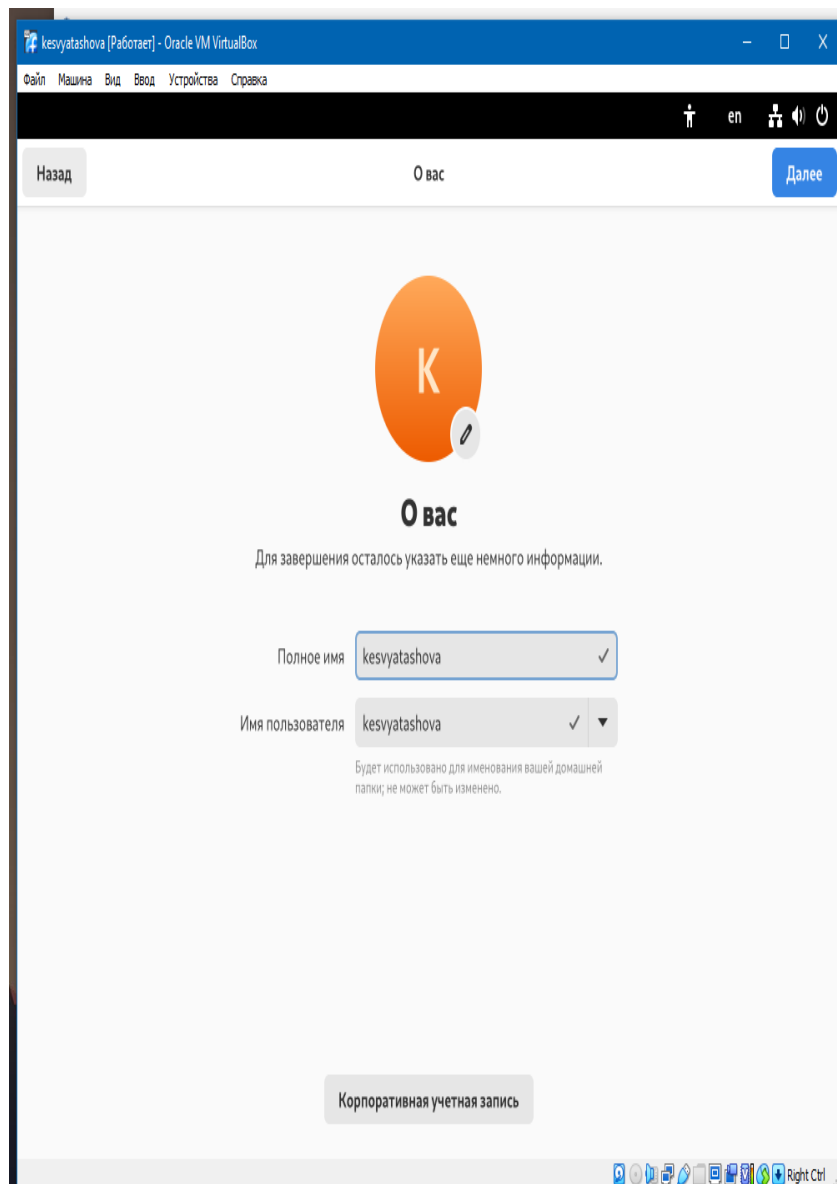 kesvyatashova [Работает] - Oracle VM VirtualBox
Файл Машина Вид Ввод Устройства Справка
en
Назад О вас Далее
K
О вас
Для завершения осталось указать еще немного информации.
Полное имя kesvyatashova
Имя пользователя kesvyatashova
Будет использовано для именования вашей домашней
папки; не может быть изменено.
Корпоративная учетная запись
Right Ctrl